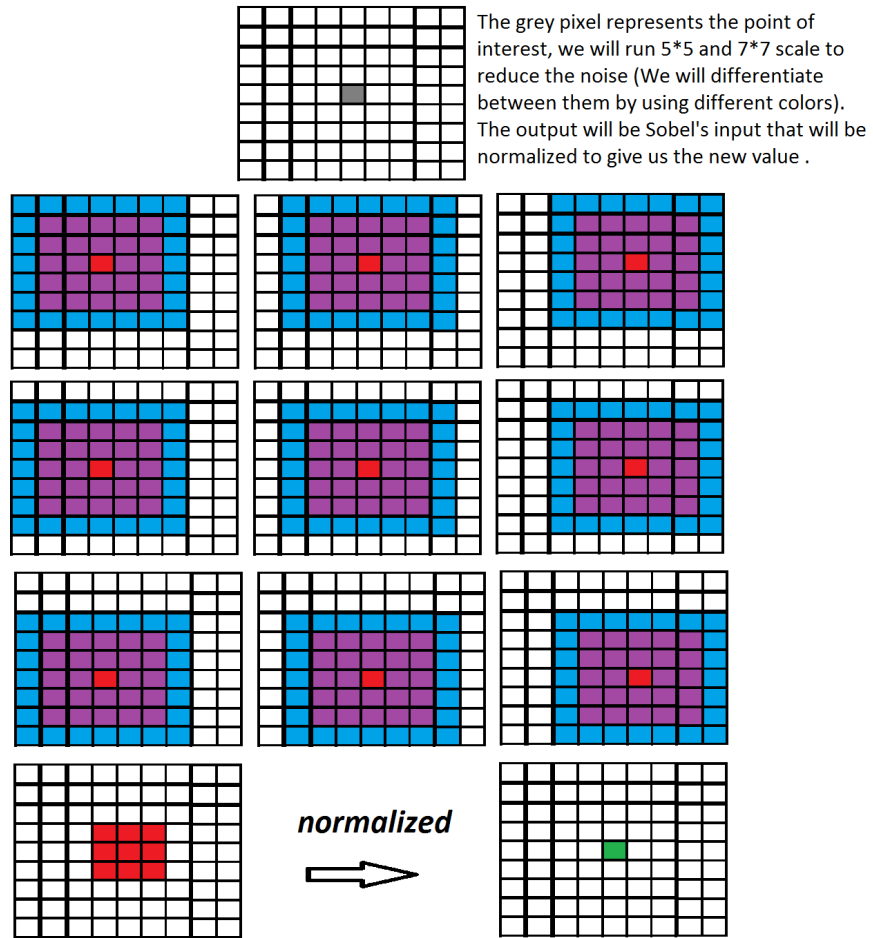 The grey pixel represents the point of
interest, we will run 5*5 and 7*7 scale to
reduce the noise (We will differentiate
between them by using different colors).
The output will be Sobel's input that will be
normalized to give us the new value .
normalized